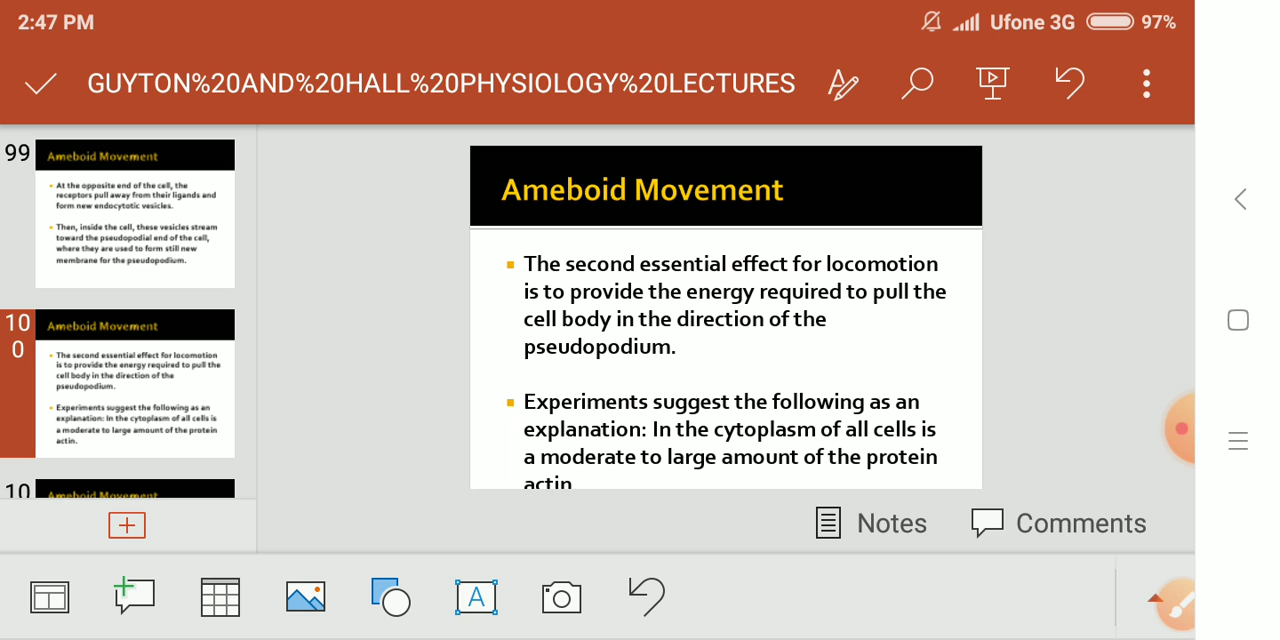 2:47 PM
Ufone 3G
97%
GUYTON%20AND%20HALL%20PHYSIOLOGY%20LECTURES
99
Ameboid Movement
At the opposite end of the cell, the
receptors pull away from their ligands and
form new endocytotic vesicles.
Then, inside the cell, these vesicles stream
toward the pseudopodial end of the cell,
where they are used to form still new
membrane for the pseudopodium.
10
0
Ameboid Movement
The second essential effect for locomotion
is to provide the energy required to pull the
cell body in the direction of the
pseudopodium.
Experiments suggest the following as an
explanation: In the cytoplasm of all cells is
a moderate to large amount of the protein
actin.
10
Ameboid Movement
Ameboid Movement
The second essential effect for locomotion
is to provide the energy required to pull the
cell body in the direction of the
pseudopodium.
Experiments suggest the following as an
explanation: In the cytoplasm of all cells is
a moderate to large amount of the protein
actin
Notes
Comments
A